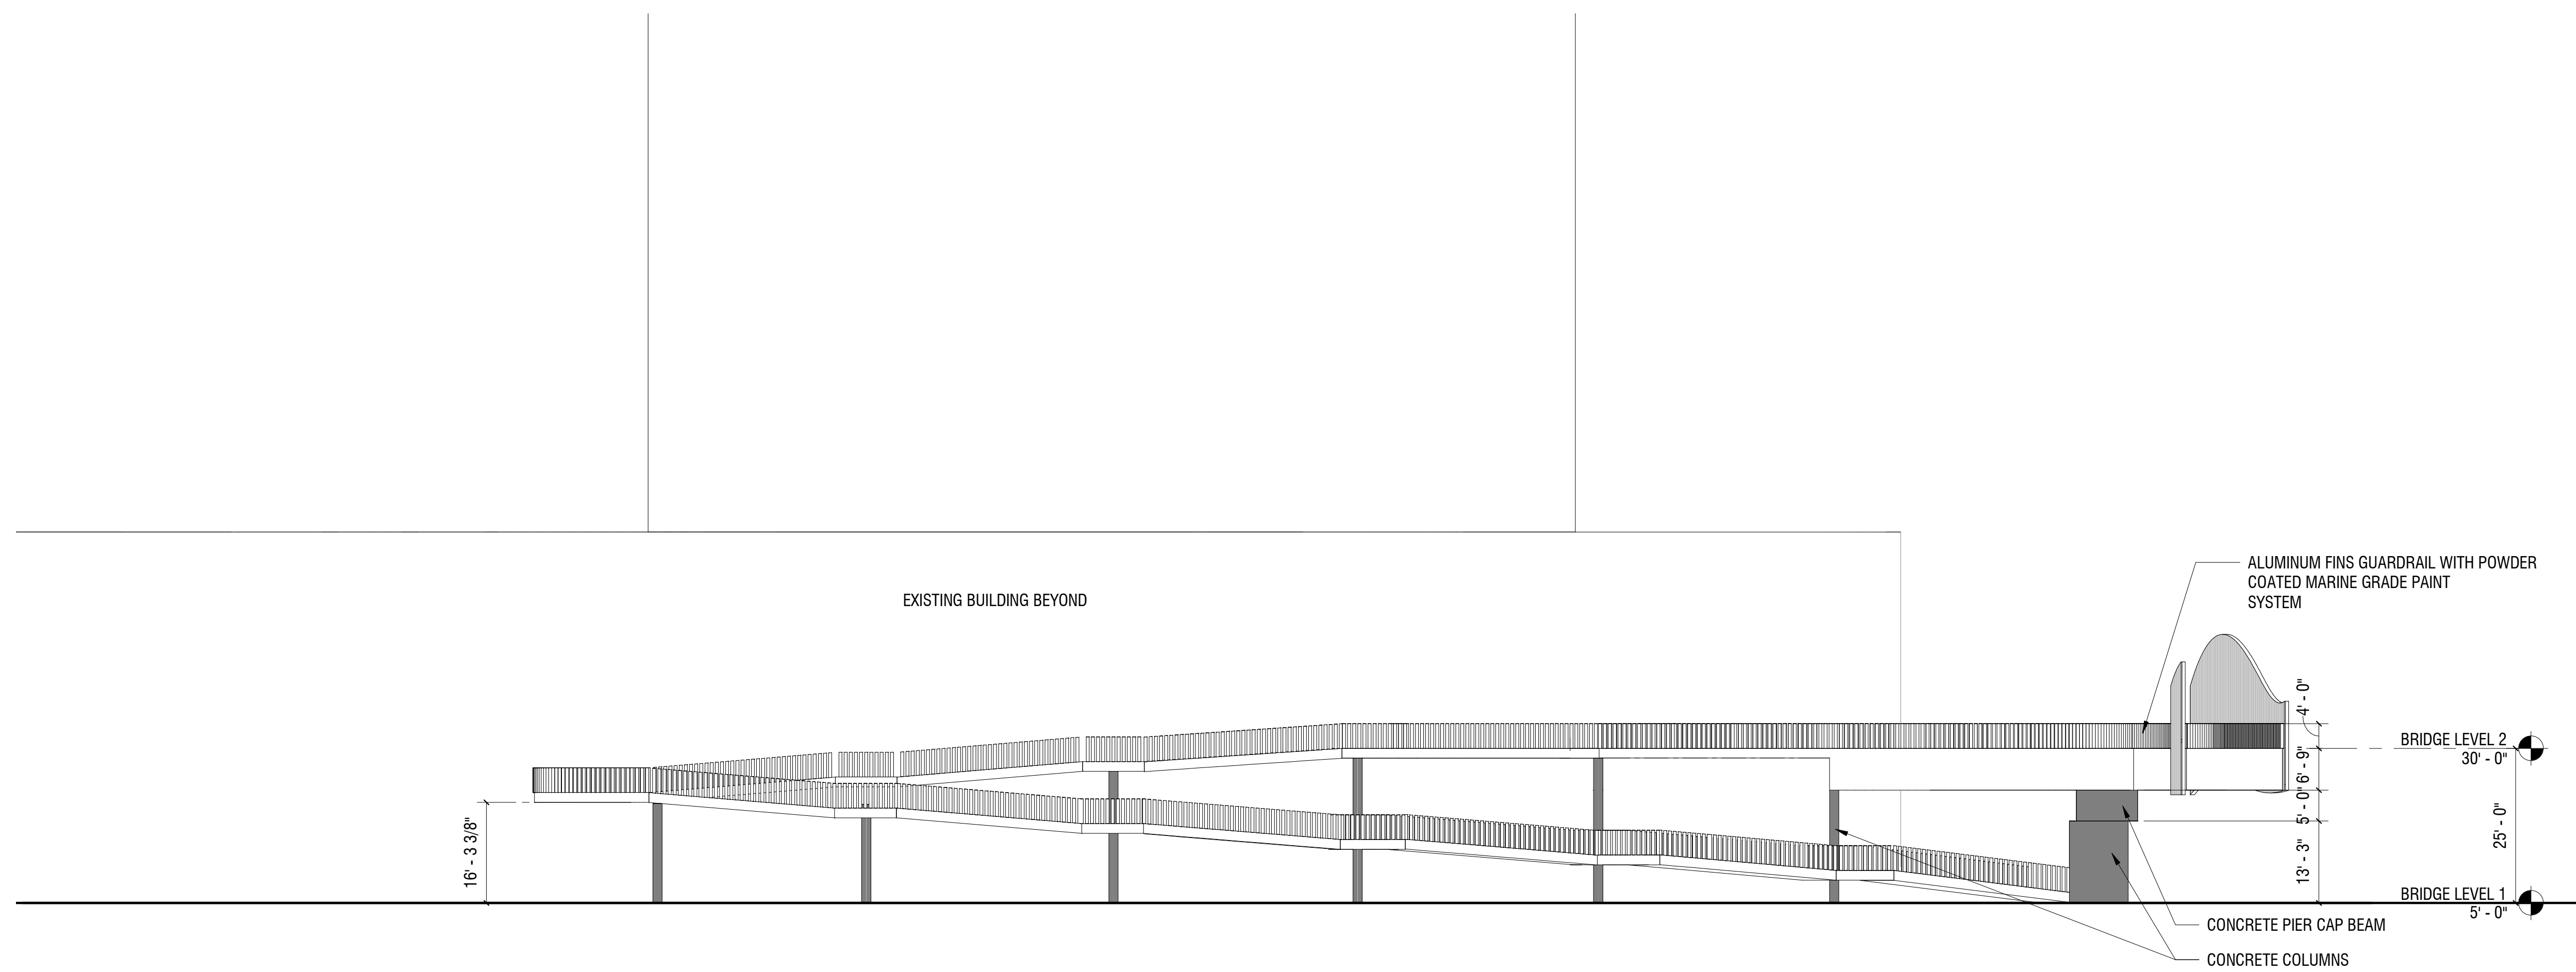 EXISTING BUILDING BEYOND
ALUMINUM FINS GUARDRAIL WITH POWDER
COATED MARINE GRADE PAINT
SYSTEM
4' - 0"
6' - 9"
5' - 0"
13' - 3"
25' - 0"
16' - 3 3/8"
BRIDGE LEVEL 2
30' - 0"
BRIDGE LEVEL 1
5' - 0"
CONCRETE PIER CAP BEAM
CONCRETE COLUMNS